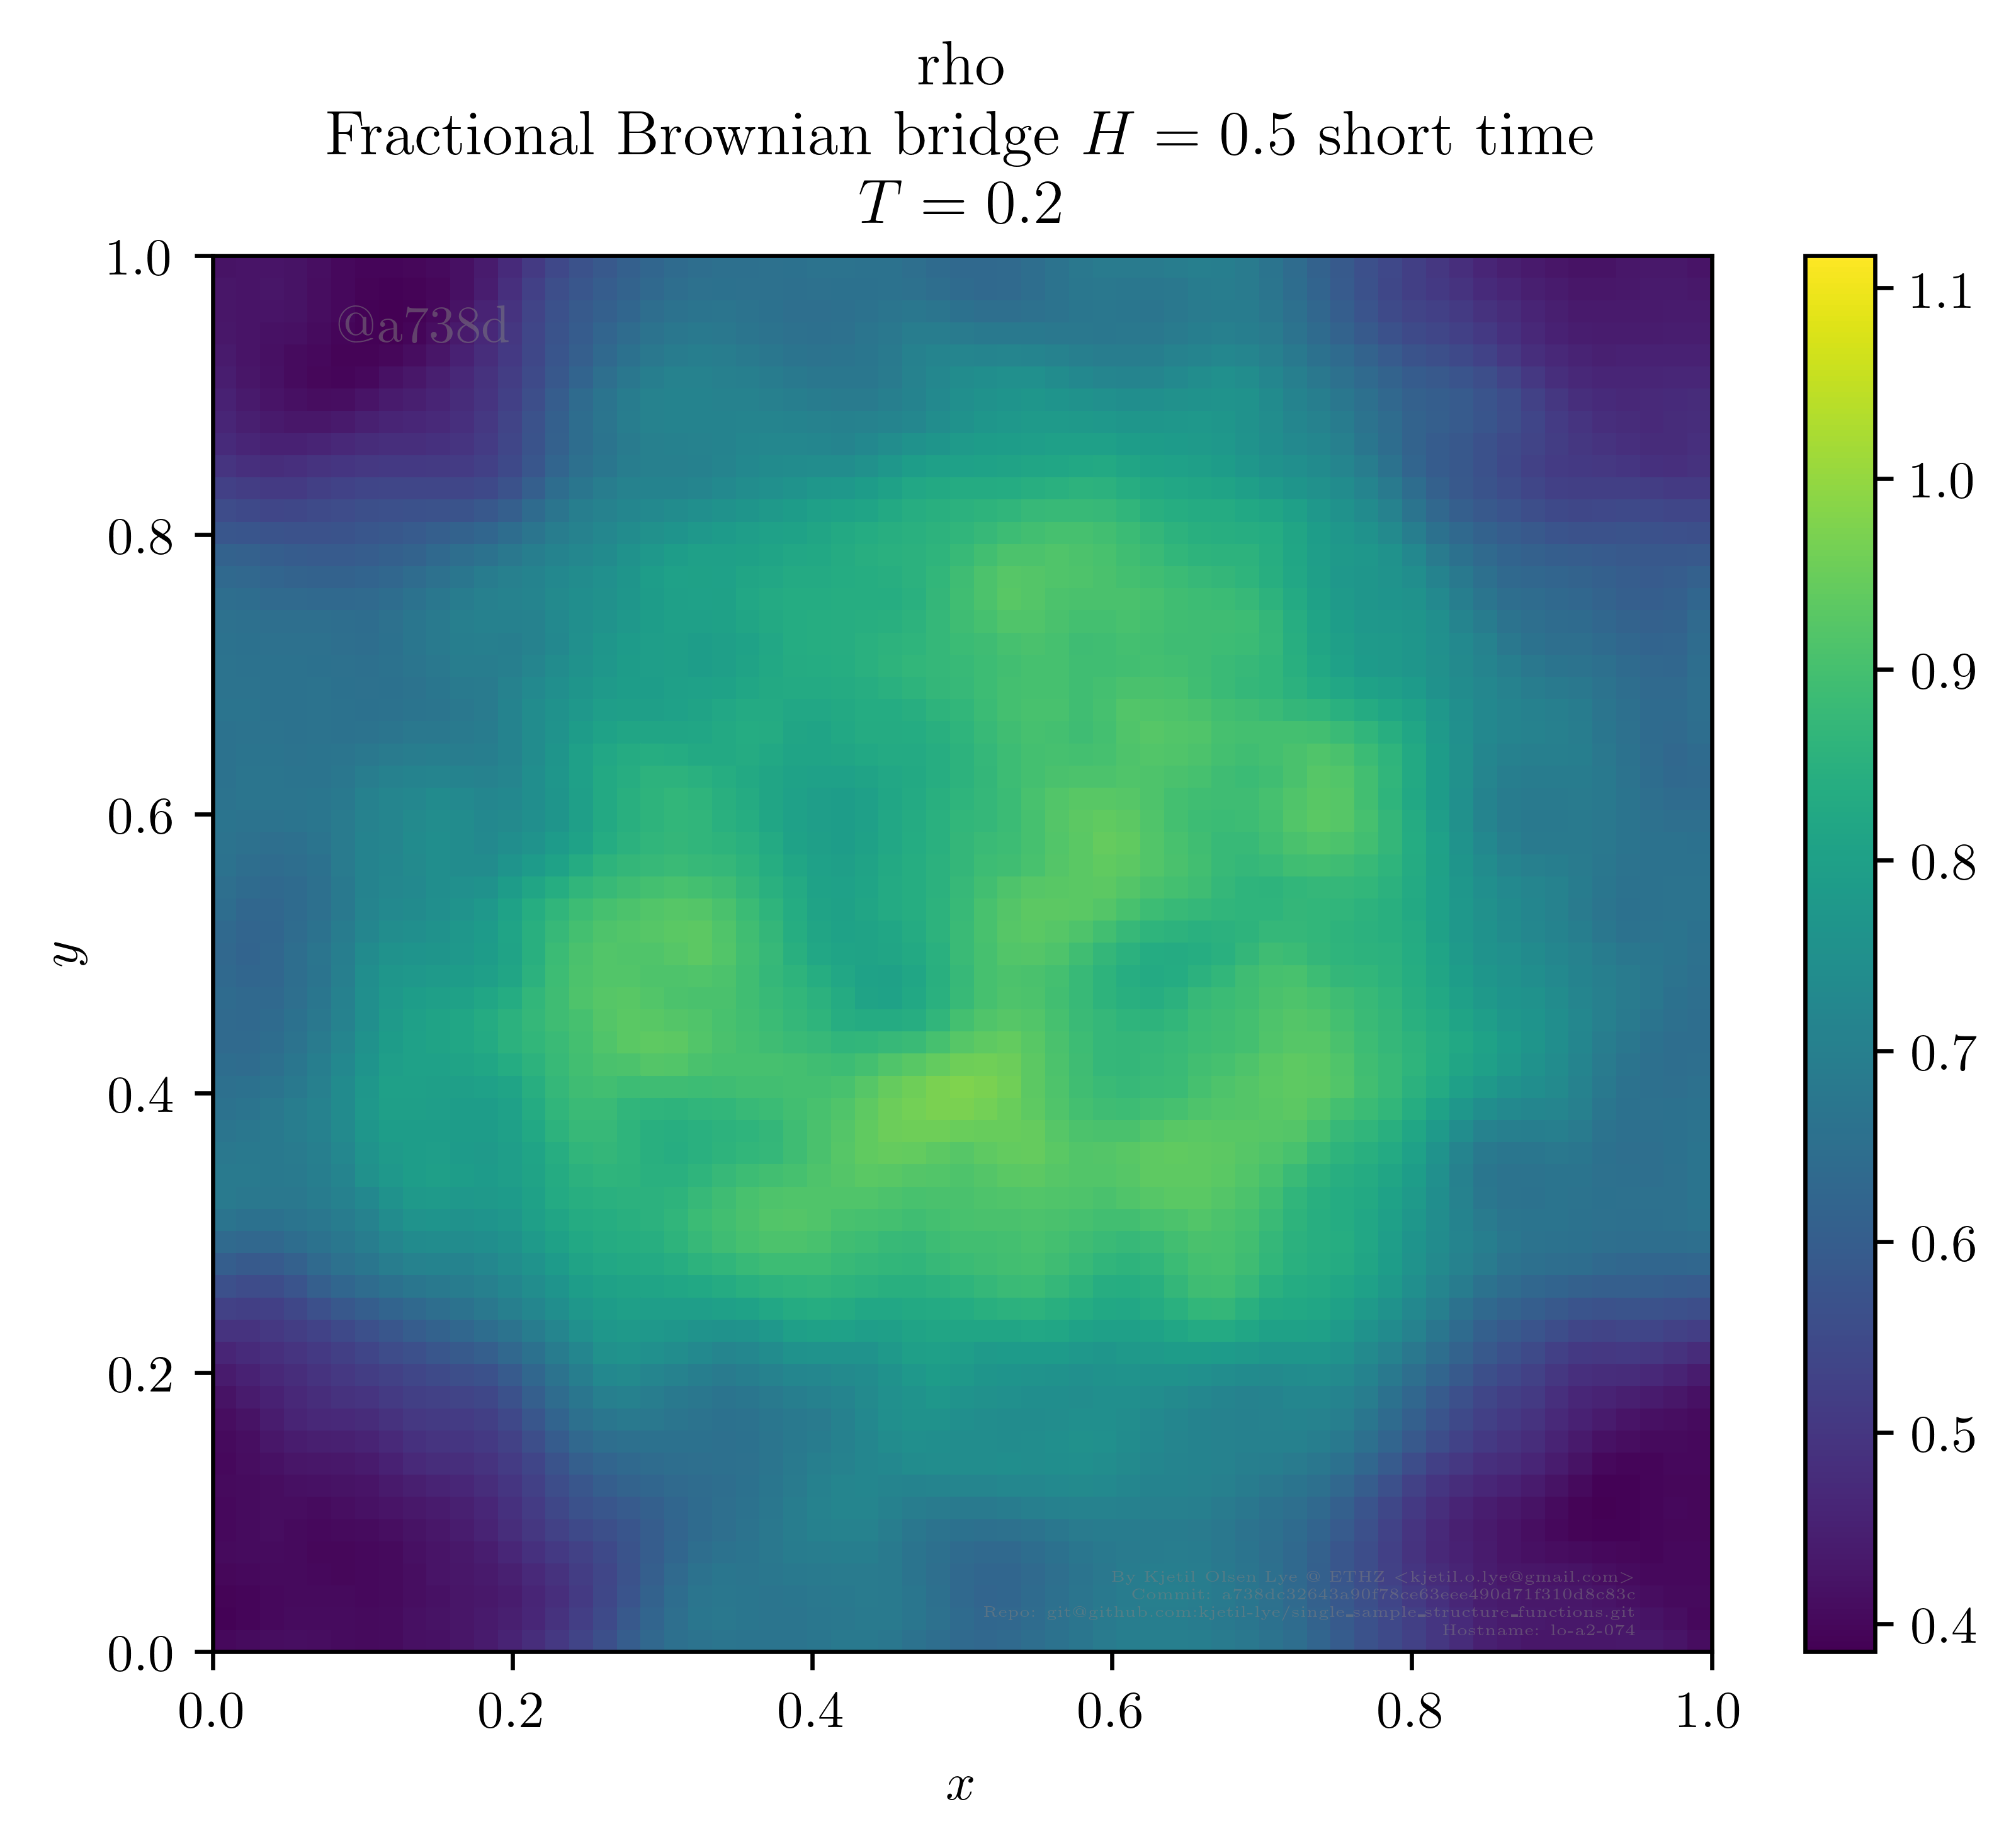 rho
Fractional Brownian bridge H = 0.5 short time
T = 0.2
1.0
0.8
0.6
0.4
0.2
0.0
y
0.0 0.2 0.4 0.6 0.8 1.0
x
1.1
1.0
0.9
0.8
0.7
0.6
0.5
0.4
@a738d
By Kjetil Olsen Lye @ ETHZ <kjetil.o.lye@gmail.com>
Commit: a738dc32643a90f78ce63eee490d71f310d8c83c
Repo: git@github.com:kjetil-lye/single_sample_structure_functions.git
Hostname: lo-a2-074